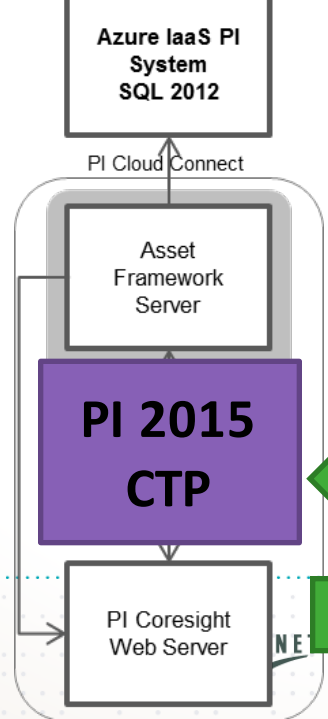 Azure IaaS PI
System
SQL 2012
PI Cloud Connect
Asset
Framework
Server
PI 2015
CTP
PI Coresight
Web Server
NE